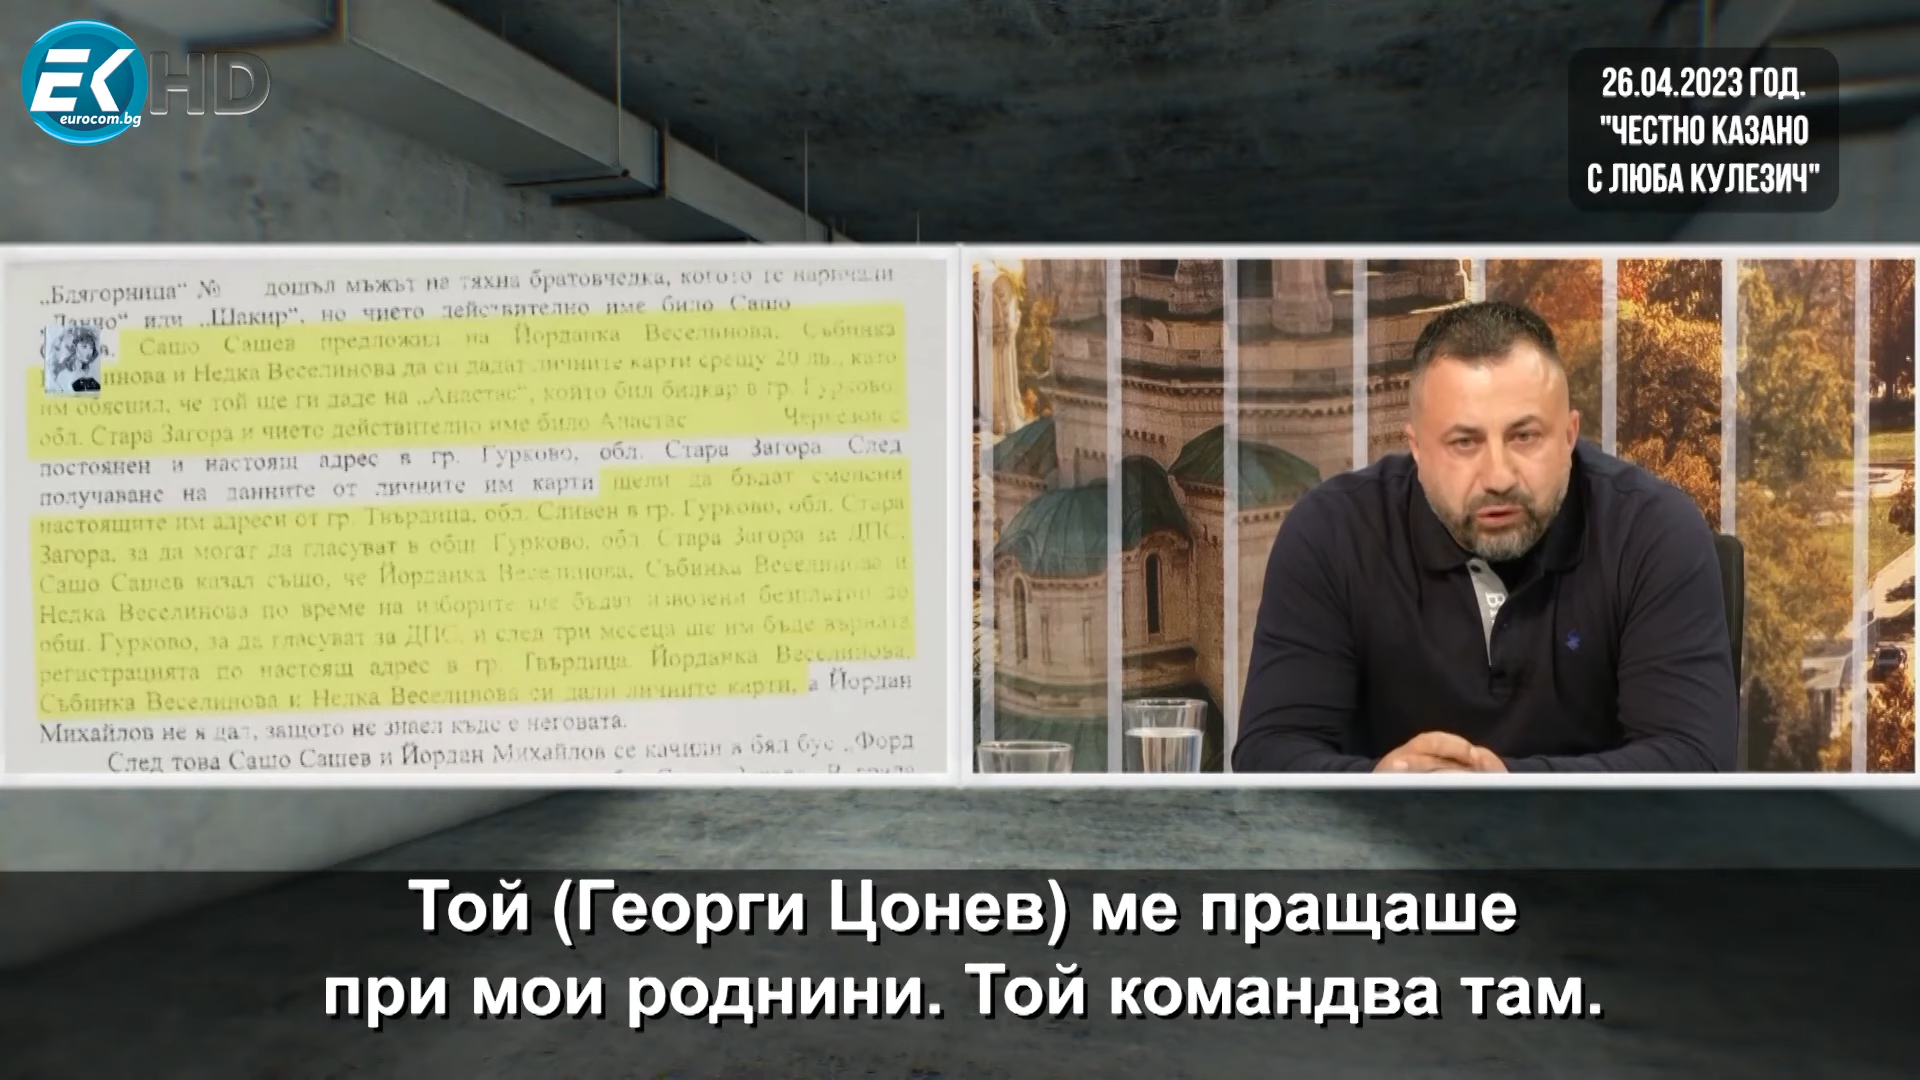 EK HD
eurocom.bg
26.04.2023 ГОД.
"ЧЕСТНО КАЗАНО
С ЛЮБА КУЛЕЗИЧ"
„Блягорница“ № дошъл мъжът на тяхна братовчедка, когото те наричали
„Данчо“ или „Шакир“, но чието действително име било Сашо
Сашо Сашев предложил на Йорданка Веселинова, Събинка
и Недка Веселинова да си дадат личните карти срещу 20 лв., като
им обяснил, че той ще ги даде на „Анастас“, който бил бидкар в гр. Гурково,
обл. Стара Загора и чието действително име било Анастас Черкезов с
постоянен и настоящ адрес в гр. Гурково, обл. Стара Загора. След
получаване на данните от личните им карти щели да бъдат сменени
настоящите им адреси от гр. Твърдица, обл. Сливен в гр. Гурково, обл. Стара
Загора, за да могат да гласуват в общ. Гурково, обл. Стара Загора за ДПС.
Сашо Сашев казал също, че Йорданка Веселинова, Събинка Веселинова и
Недка Веселинова по време на изборите ще бъдат извозени безплатно до
общ. Гурково, за да гласуват за ДПС, и след три месеца ще им бъде върната
регистрацията по настоящ адрес в гр. Твърдица. Йорданка Веселинова,
Събинка Веселинова и Недка Веселинова си дали личните карти, а Йордан
Михайлов не я дал, защото не знаел къде е неговата.
След това Сашо Сашев и Йордан Михайлов се качили в бял бус „Форд
Той (Георги Цонев) ме пращаше
при мои роднини. Той командва там.